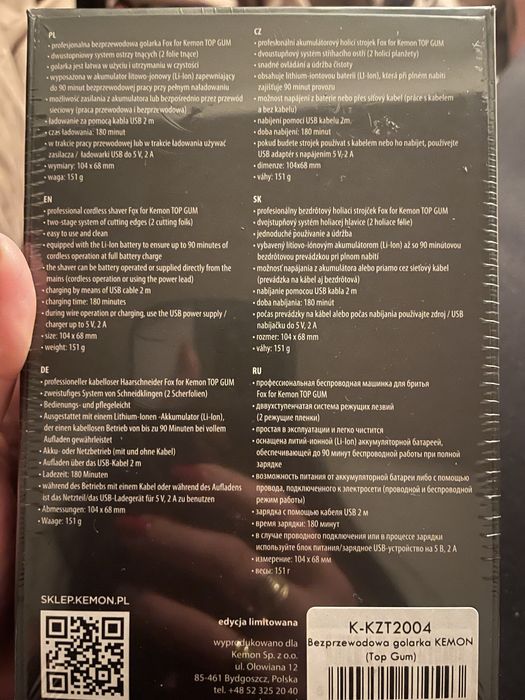 PL
• profesjonalna bezprzewodowa golarka Fox for Kemon TOP GUM
• dwustopniowy system ostrzy tnących (2 folie tnące)
• golarka jest łatwa w użyciu i utrzymaniu w czystości
• wyposażona w akumulator litowo-jonowy (Li-Ion) zapewniający
do 90 minut bezprzewodowej pracy przy pełnym naładowaniu
• możliwość zasilania z akumulatora lub bezpośrednio przez przewód
sieciowy (praca przewodowa i bezprzewodowa)
• ładowanie za pomocą kabla USB 2 m
• czas ładowania: 180 minut
• w trakcie pracy przewodowej lub w trakcie ładowania używać
zasilacza / ładowarki USB do 5 V, 2 A
• wymiary: 104 x 68 mm
• waga: 151 g
EN
• professional cordless shaver Fox for Kemon TOP GUM
• two-stage system of cutting edges (2 cutting foils)
• easy to use and clean
• equipped with the Li-Ion battery to ensure up to 90 minutes of
cordless operation at full battery charge
• the shaver can be battery operated or supplied directly from the
mains (cordless operation or using the power lead)
• charging by means of USB cable 2 m
• charging time: 180 minutes
• during wire operation or charging, use the USB power supply /
charger up to 5 V, 2 A
• size: 104 x 68 mm
• weight: 151 g
DE
• professioneller kabelloser Haarschneider Fox for Kemon TOP GUM
• zweistufiges System von Schneidklingen (2 Scherfolien)
• Bedienungs- und pflegeleicht
• Ausgestattet mit einem Lithium-Ionen -Akkumulator (Li-Ion),
der einen kabellosen Betrieb von bis zu 90 Minuten bei vollem
Aufladen gewährleistet
• Akku- oder Netzbetrieb (mit und ohne Kabel)
• Aufladen über das USB-Kabel 2 m
• Ladezeit: 180 Minuten
• während des Betriebs mit einem Kabel oder während des Aufladens
ist das Netzteil/das USB-Ladegerät für 5 V, 2 A zu benutzen
• Abmessungen: 104 x 68 mm
• Waage: 151 g
CZ
• profesionální akumulátorový holicí strojek Fox for Kemon TOP GUM
• dvoustupňový systém stříhacího ostří (2 holicí planžety)
• snadné ovládání a údržba čistoty
• obsahuje lithium-iontovou baterii (Li-Ion), která při plném nabití
zajišťuje 90 minut provozu
• možností napájení z baterie nebo přes síťový kabel (práce s kabelem
a bez kabelu)
• nabíjení pomocí USB kabelu 2m
• doba nabíjení: 180 minut
• pokud budete strojek používat s kabelem nebo ho nabíjet, používejte
USB adaptér s napájením 5 V,-2 A
• dimenze: 104x68 mm
• váhy: 151 g
SK
• profesionálny bezdrôtový holiaci strojček Fox for Kemon TOP GUM
• dvojstupňový systém holiacej hlavice (2 holiace fólie)
• jednoduché používanie a údržba
• vybavený lítiovo-iónovým akumulátorom (Li-Ion) až so 90 minútovou
bezdrôtovou prevádzkou pri plnom nabití
• možnosť napájania z akumulátora alebo priamo cez sieťový kábel
(prevádzka na kábel aj bezdrôtová)
• nabíjanie pomocou USB kábla 2 m
• doba nabíjania: 180 minút
• počas prevádzky na kábel alebo počas nabíjania používajte zdroj / USB
nabíjačku do 5 V, 2 A
• rozmer: 104 x 68 mm
• váhy: 151 g
RU
• профессиональная беспроводная машинка для бритья
Fox for Kemon TOP GUM
• двухступенчатая система режущих лезвий
(2 режущие пленки)
• простая в эксплуатации и легко чистится
• оснащена литий-ионной (Li-Ion) аккумуляторной батареей,
обеспечивающей до 90 минут беспроводной работы при полной
зарядке
• возможность питания от аккумуляторной батареи либо с помощью
провода, подключенного к электросети (проводной и беспроводной
режим работы)
• зарядка с помощью кабеля USB 2 м
• время зарядки: 180 минут
• в случае проводного подключения или в процессе зарядки
используйте блок питания/зарядное USB-устройство на 5 В, 2 А
• измерение: 104 x 68 мм
• весы: 151 г
SKLEP.KEMON.PL
edycja limitowana
wyprodukowano dla
Kemon Sp. z o.o.
ul. Ołowiana 12
85-461 Bydgoszcz, Polska
tel. +48 52 325 20 40
K-KZT2004
Bezprzewodowa golarka KEMON
(Top Gum)